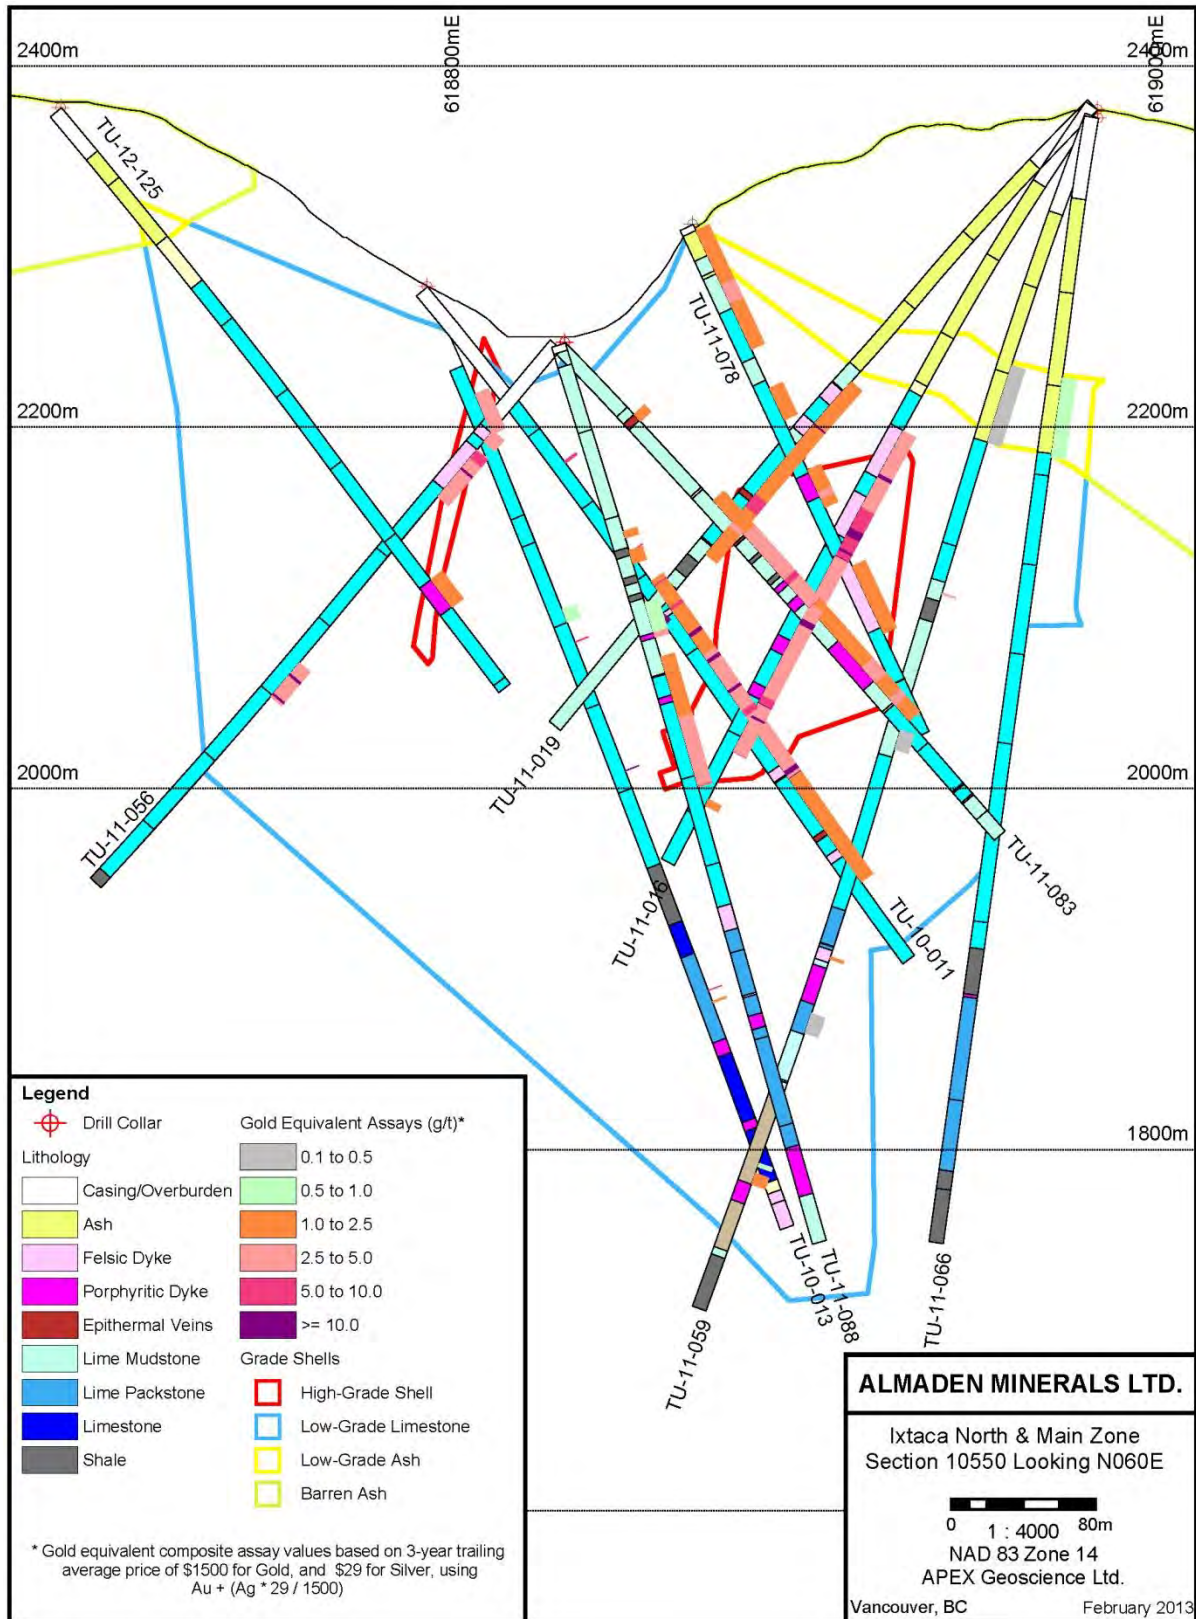 2400m
618800mE
2400m
619000mE
TU-12-125
TU-11-078
2200m
2200m
2000m
2000m
TU-11-019
TU-11-056
TU-11-016
TU-11-083
TU-10-011
1800m
TU-10-013
TU-11-088
TU-11-066
TU-11-059
Legend
Drill Collar
Lithology
Casing/Overburden
Ash
Felsic Dyke
Porphyritic Dyke
Epithermal Veins
Lime Mudstone
Lime Packstone
Limestone
Shale
Gold Equivalent Assays (g/t)*
0.1 to 0.5
0.5 to 1.0
1.0 to 2.5
2.5 to 5.0
5.0 to 10.0
>= 10.0
Grade Shells
High-Grade Shell
Low-Grade Limestone
Low-Grade Ash
Barren Ash
* Gold equivalent composite assay values based on 3-year trailing
average price of $1500 for Gold, and $29 for Silver, using
Au + (Ag * 29 / 1500)
ALMADEN MINERALS LTD.
Ixtaca North & Main Zone
Section 10550 Looking N060E
0 80m
1 : 4000
NAD 83 Zone 14
APEX Geoscience Ltd.
Vancouver, BC February 2013